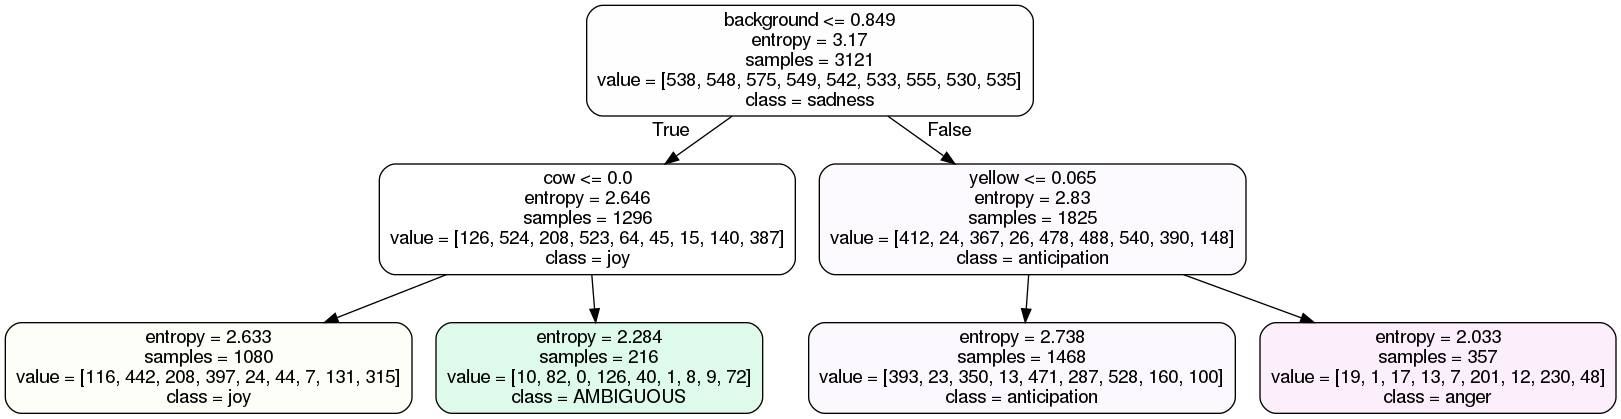 background <= 0.849
entropy = 3.17
samples = 3121
value = [538, 548, 575, 549, 542, 533, 555, 530, 535]
class = sadness
True
False
cow <= 0.0
entropy = 2.646
samples = 1296
value = [126, 524, 208, 523, 64, 45, 15, 140, 387]
class = joy
yellow <= 0.065
entropy = 2.83
samples = 1825
value = [412, 24, 367, 26, 478, 488, 540, 390, 148]
class = anticipation
entropy = 2.633
samples = 1080
value = [116, 442, 208, 397, 24, 44, 7, 131, 315]
class = joy
entropy = 2.284
samples = 216
value = [10, 82, 0, 126, 40, 1, 8, 9, 72]
class = AMBIGUOUS
entropy = 2.738
samples = 1468
value = [393, 23, 350, 13, 471, 287, 528, 160, 100]
class = anticipation
entropy = 2.033
samples = 357
value = [19, 1, 17, 13, 7, 201, 12, 230, 48]
class = anger